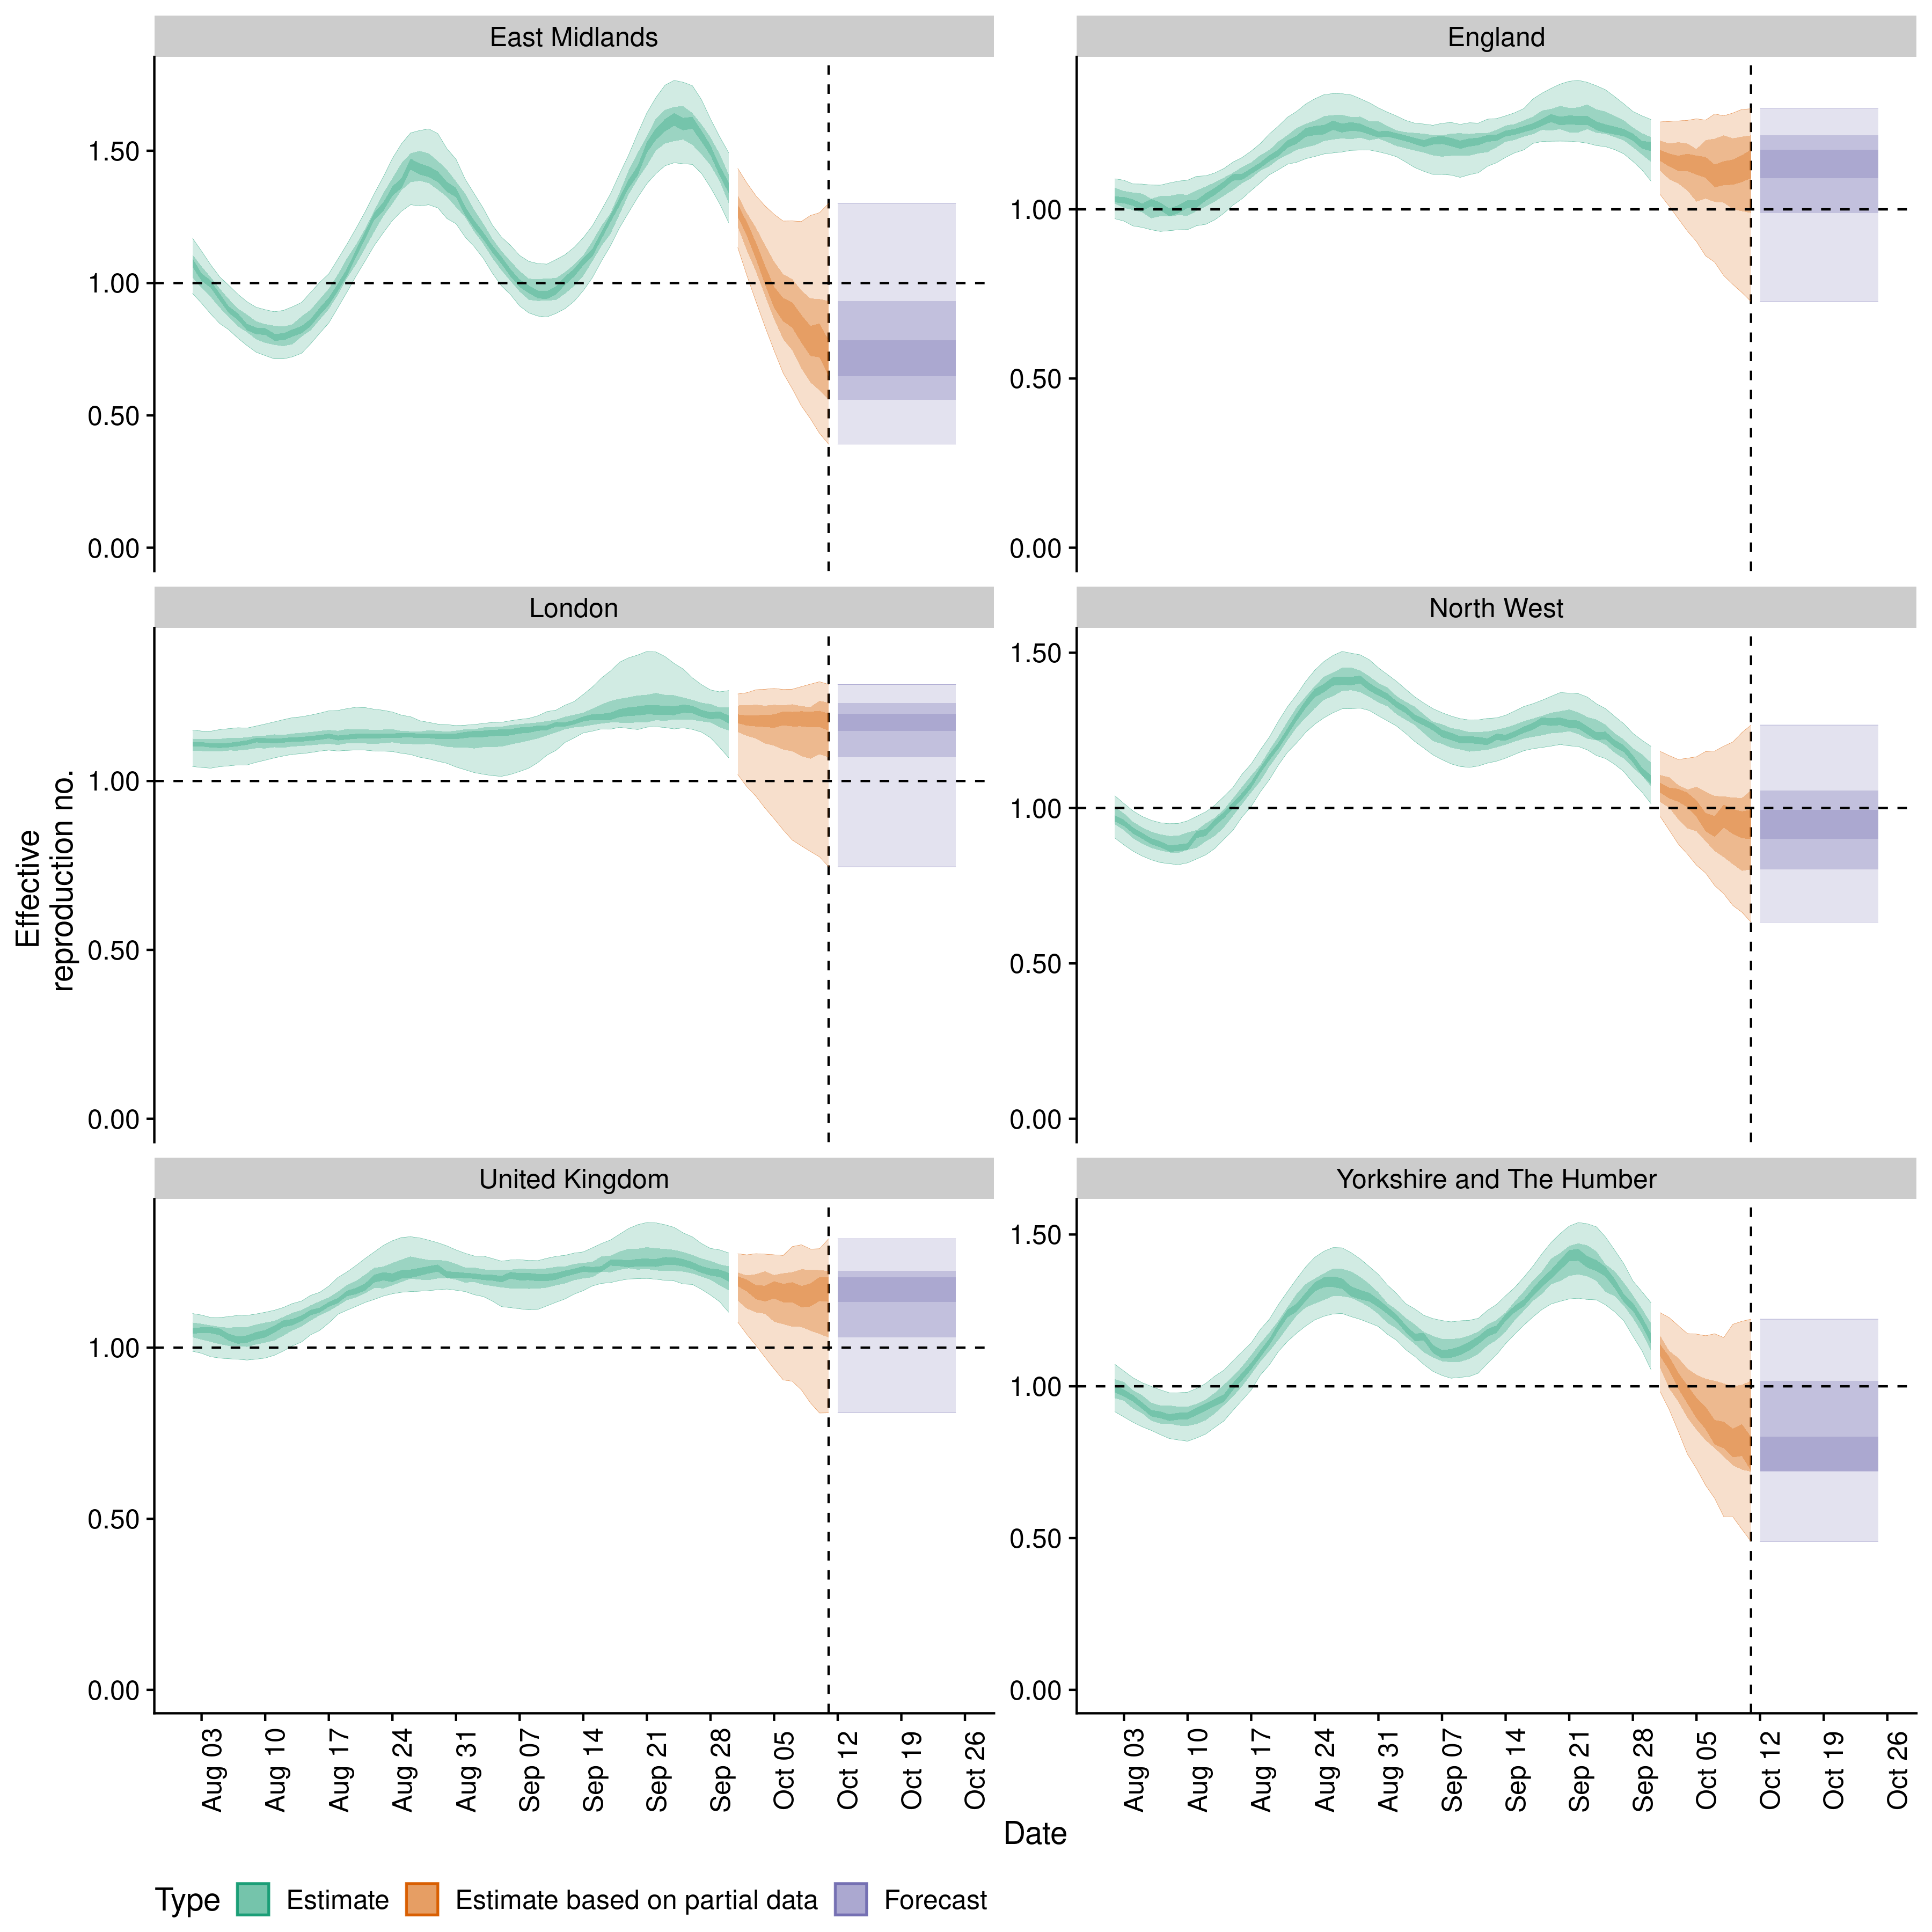 East Midlands
England
1.50
1.00
0.50
0.00
1.00
0.50
0.00
London
North West
1.00
0.50
0.00
1.50
1.00
0.50
0.00
Effective
reproduction no.
United Kingdom
Yorkshire and The Humber
1.00
0.50
0.00
1.50
1.00
0.50
0.00
Aug 03
Aug 10
Aug 17
Aug 24
Aug 31
Sep 07
Sep 14
Sep 21
Sep 28
Oct 05
Oct 12
Oct 19
Oct 26
Aug 03
Aug 10
Aug 17
Aug 24
Aug 31
Sep 07
Sep 14
Sep 21
Sep 28
Oct 05
Oct 12
Oct 19
Oct 26
Date
Type Estimate Estimate based on partial data Forecast